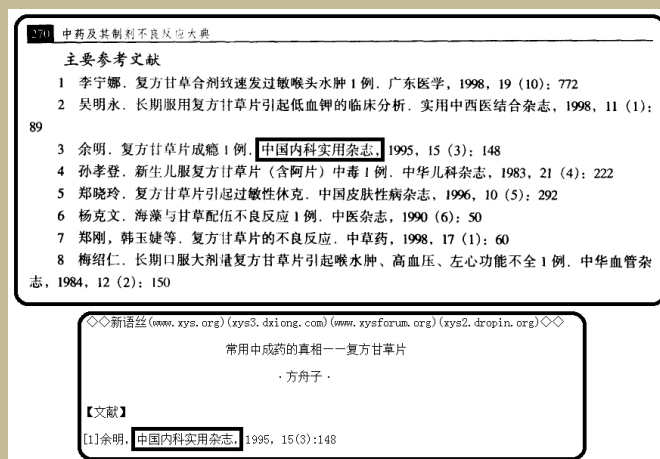 270 中药及其制剂不良反应大典
主要参考文献
1 李宁娜．复方甘草合剂致速发过敏喉头水肿1例．广东医学，1998，19（10）：772
2 吴明永．长期服用复方甘草片引起低血钾的临床分析．实用中西医结合杂志，1998，11（1）：
89
3 余明．复方甘草片成瘾1例．中国内科实用杂志，1995，15（3）：148
4 孙孝登．新生儿服复方甘草片（含阿片）中毒1例．中华儿科杂志，1983，21（4）：222
5 郑晓玲．复方甘草片引起过敏性休克．中国皮肤性病杂志，1996，10（5）：292
6 杨克文．海藻与甘草配伍不良反应1例．中医杂志，1990（6）：50
7 郑刚，韩玉婕等．复方甘草片的不良反应．中草药，1998，17（1）：60
8 梅绍仁．长期口服大剂量复方甘草片引起喉水肿、高血压、左心功能不全1例．中华血管杂
志，1984，12（2）：150
◇◇新语丝(www.xys.org)(xys3.dxiong.com)(www.xysforum.org)(xys2.dropin.org)◇◇
常用中成药的真相——复方甘草片
·方舟子·
【文献】
[1]余明，中国内科实用杂志，1995，15(3):148